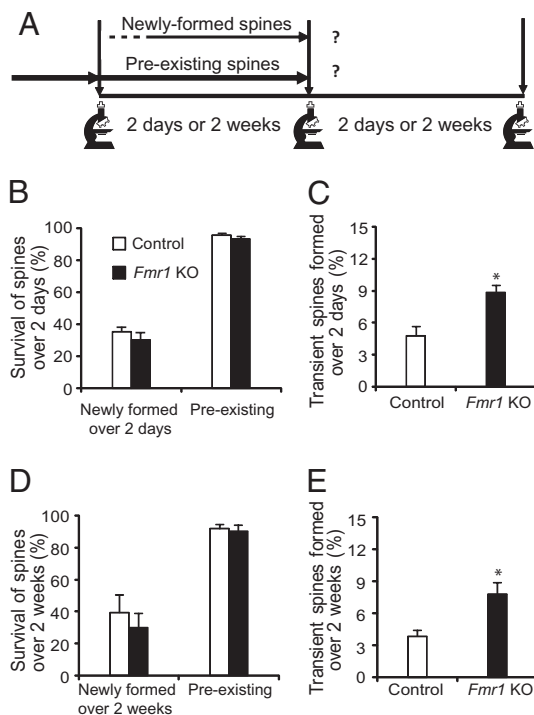 A
Newly-formed spines
?
Pre-existing spines
?
2 days or 2 weeks
2 days or 2 weeks
B
Survival of spines
over 2 days (%)
100
80
60
40
20
0
Control
Fmr1 KO
Newly formed
over 2 days
Pre-existing
C
Transient spines formed
over 2 days (%)
15
12
9
6
3
0
*
Control
Fmr1 KO
D
Survival of spines
over 2 weeks (%)
100
80
60
40
20
0
Newly formed
over 2 weeks
Pre-existing
E
Transient spines formed
over 2 weeks (%)
15
12
9
6
3
0
*
Control
Fmr1 KO